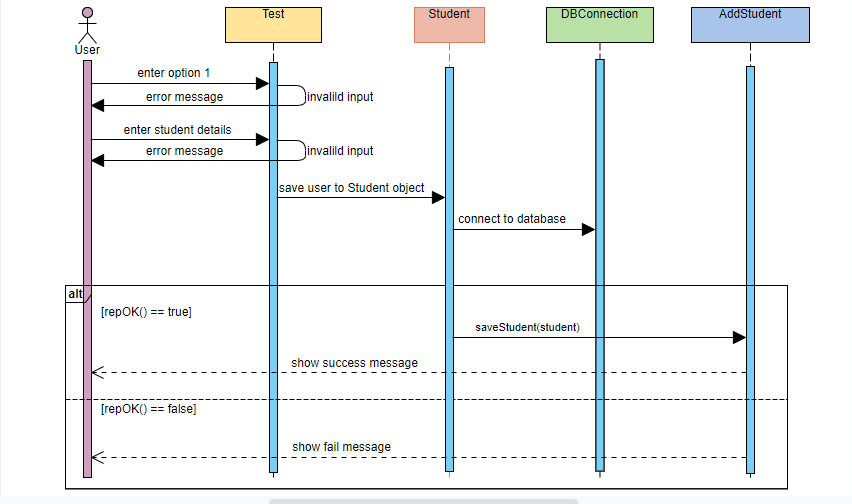 Test
Student
DBConnection
AddStudent
User
enter option 1
error message
invalild input
enter student details
error message
invalild input
save user to Student object
connect to database
alt
[repOK() == true]
saveStudent(student)
show success message
[repOK() == false]
show fail message